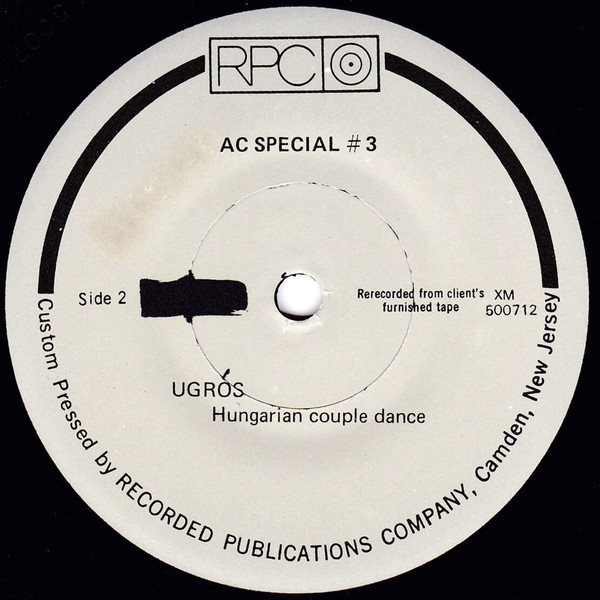 RPC
AC SPECIAL # 3
Side 2
Rerecorded from client's
furnished tape
XM
500712
UGRÓS
Hungarian couple dance
Custom Pressed by RECORDED PUBLICATIONS COMPANY, Camden, New Jersey